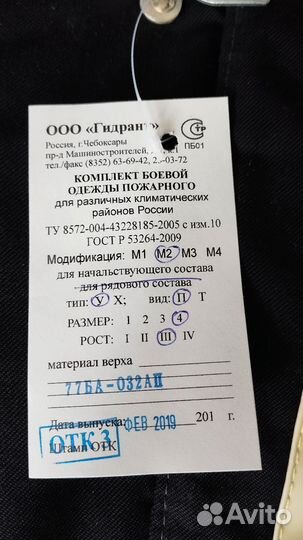 ООО «Гидрант»
Россия, г.Чебоксары
пр-д Машиностроителей,
тел./факс (8352) 63-69-42,
-03-72
СТР
ПБ01
КОМПЛЕКТ БОЕВОЙ
ОДЕЖДЫ ПОЖАРНОГО
для различных климатических
районов России
ТУ 8572-004-43228185-2005 с изм.10
ГОСТ Р 53264-2009
Модификация: М1 М2 М3 М4
для начальствующего состава
для рядового состава
тип: У Х; вид: П Т
РАЗМЕР: 1 2 3 4
РОСТ: I II III IV
материал верха
77БА-032АП
Дата выпуска: ФЕВ 2019 201 г.
ОТК 3
Штамп ОТК
Avito